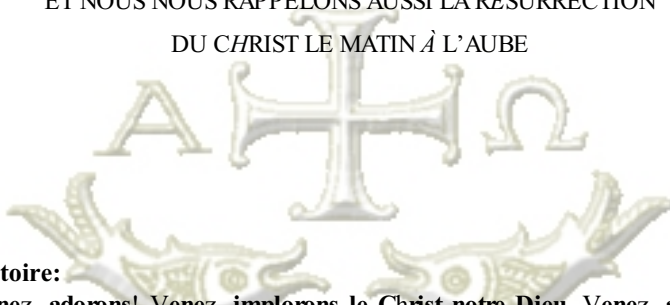 ET NOUS NOUS RAPPELONS AUSSI LA RESURRECTION
DU CHRIST LE MATIN À L’AUBE
Α Ω
toire:
nez, adorons! Venez, implorons le Christ notre Dieu. Venez,